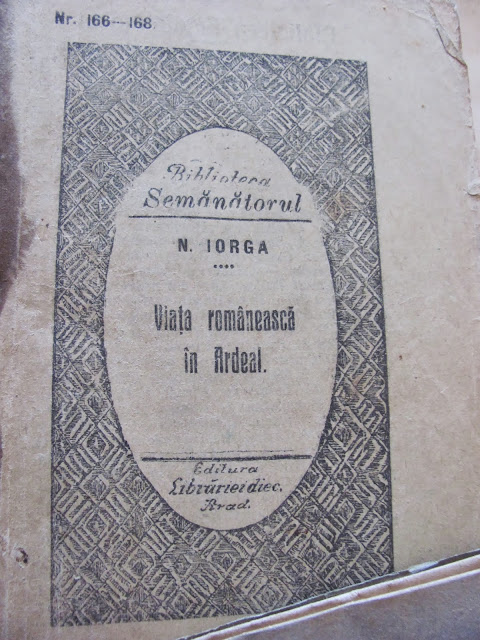 Nr. 166—168.
Biblioteca
Semănătorul
N. IORGA
Viața românească
în Ardeal.
Editura
Librăriei diec.
Arad.